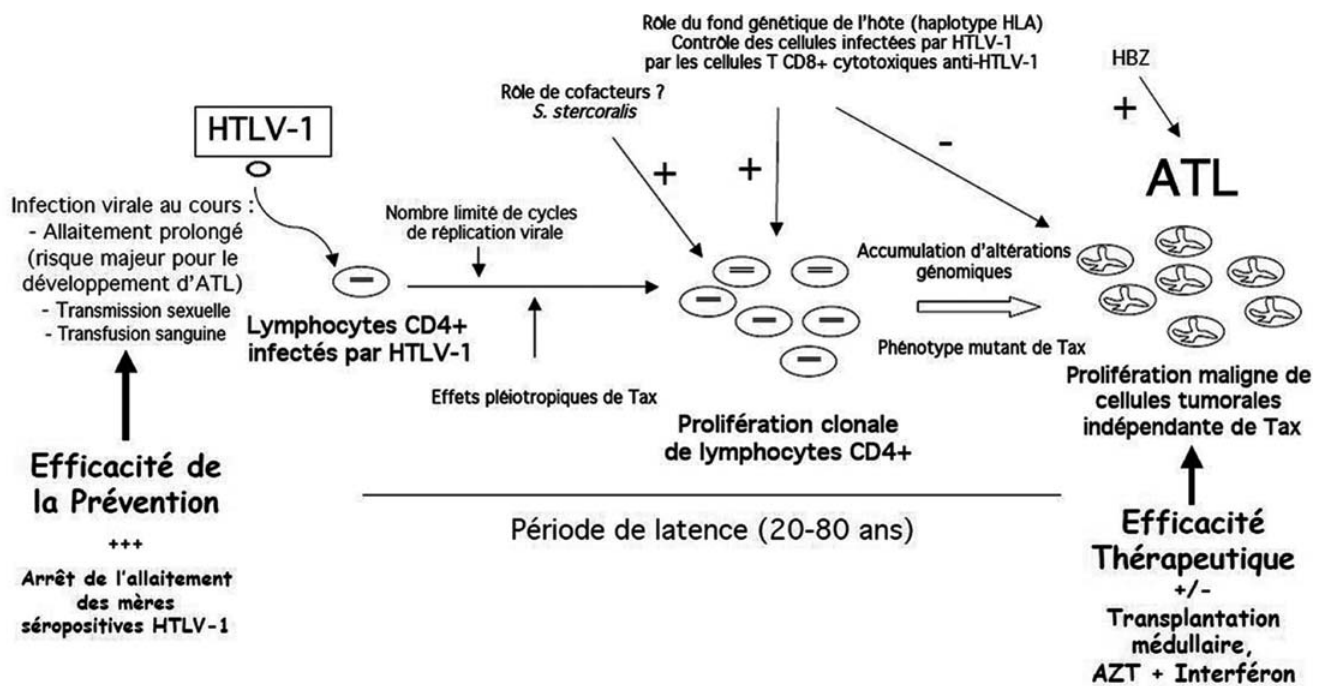 Rôle du fond génétique de l'hôte (haplotype HLA)
Contrôle des cellules infectées par HTLV-1
par les cellules T CD8+ cytotoxiques anti-HTLV-1
HBZ
+
Rôle de cofacteurs ?
S. stercoralis
HTLV-1
+
+
-
ATL
Infection virale au cours :
- Allaitement prolongé
(risque majeur pour le
développement d'ATL)
- Transmission sexuelle
- Transfusion sanguine
Nombre limité de cycles
de réplication virale
Lymphocytes CD4+
infectés par HTLV-1
Effets pléiotropiques de Tax
Accumulation d'altérations
génomiques
Phénotype mutant de Tax
Prolifération clonale
de lymphocytes CD4+
Prolifération maligne de
cellules tumorales
indépendante de Tax
Efficacité de
la Prévention
+++
Arrêt de l'allaitement
des mères
séropositives HTLV-1
Période de latence (20-80 ans)
Efficacité
Thérapeutique
+/-
Transplantation
médullaire,
AZT + Interféron